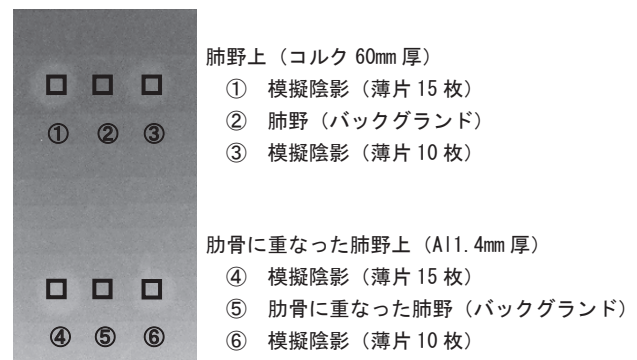 肺野上（コルク 60mm 厚）
① 模擬陰影（薄片 15 枚）
② 肺野（バックグランド）
③ 模擬陰影（薄片 10 枚）
① ② ③
肋骨に重なった肺野上（Al1.4mm 厚）
④ 模擬陰影（薄片 15 枚）
⑤ 肋骨に重なった肺野（バックグランド）
⑥ 模擬陰影（薄片 10 枚）
④ ⑤ ⑥